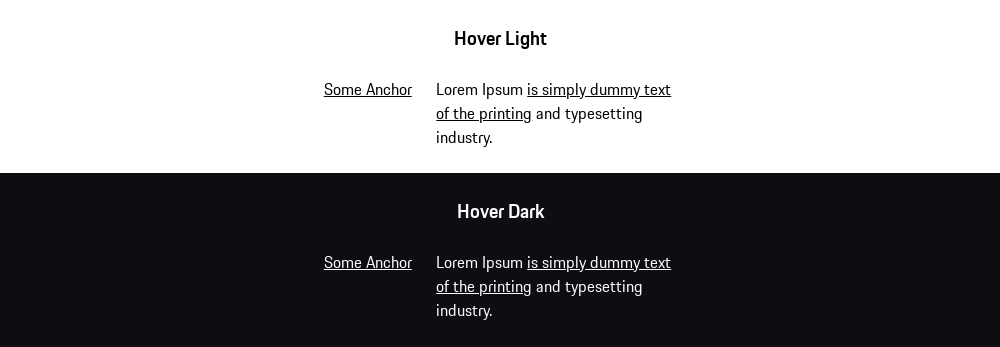 Hover Light
Some Anchor
Lorem Ipsum is simply dummy text
of the printing and typesetting
industry.
Hover Dark
Some Anchor
Lorem Ipsum is simply dummy text
of the printing and typesetting
industry.